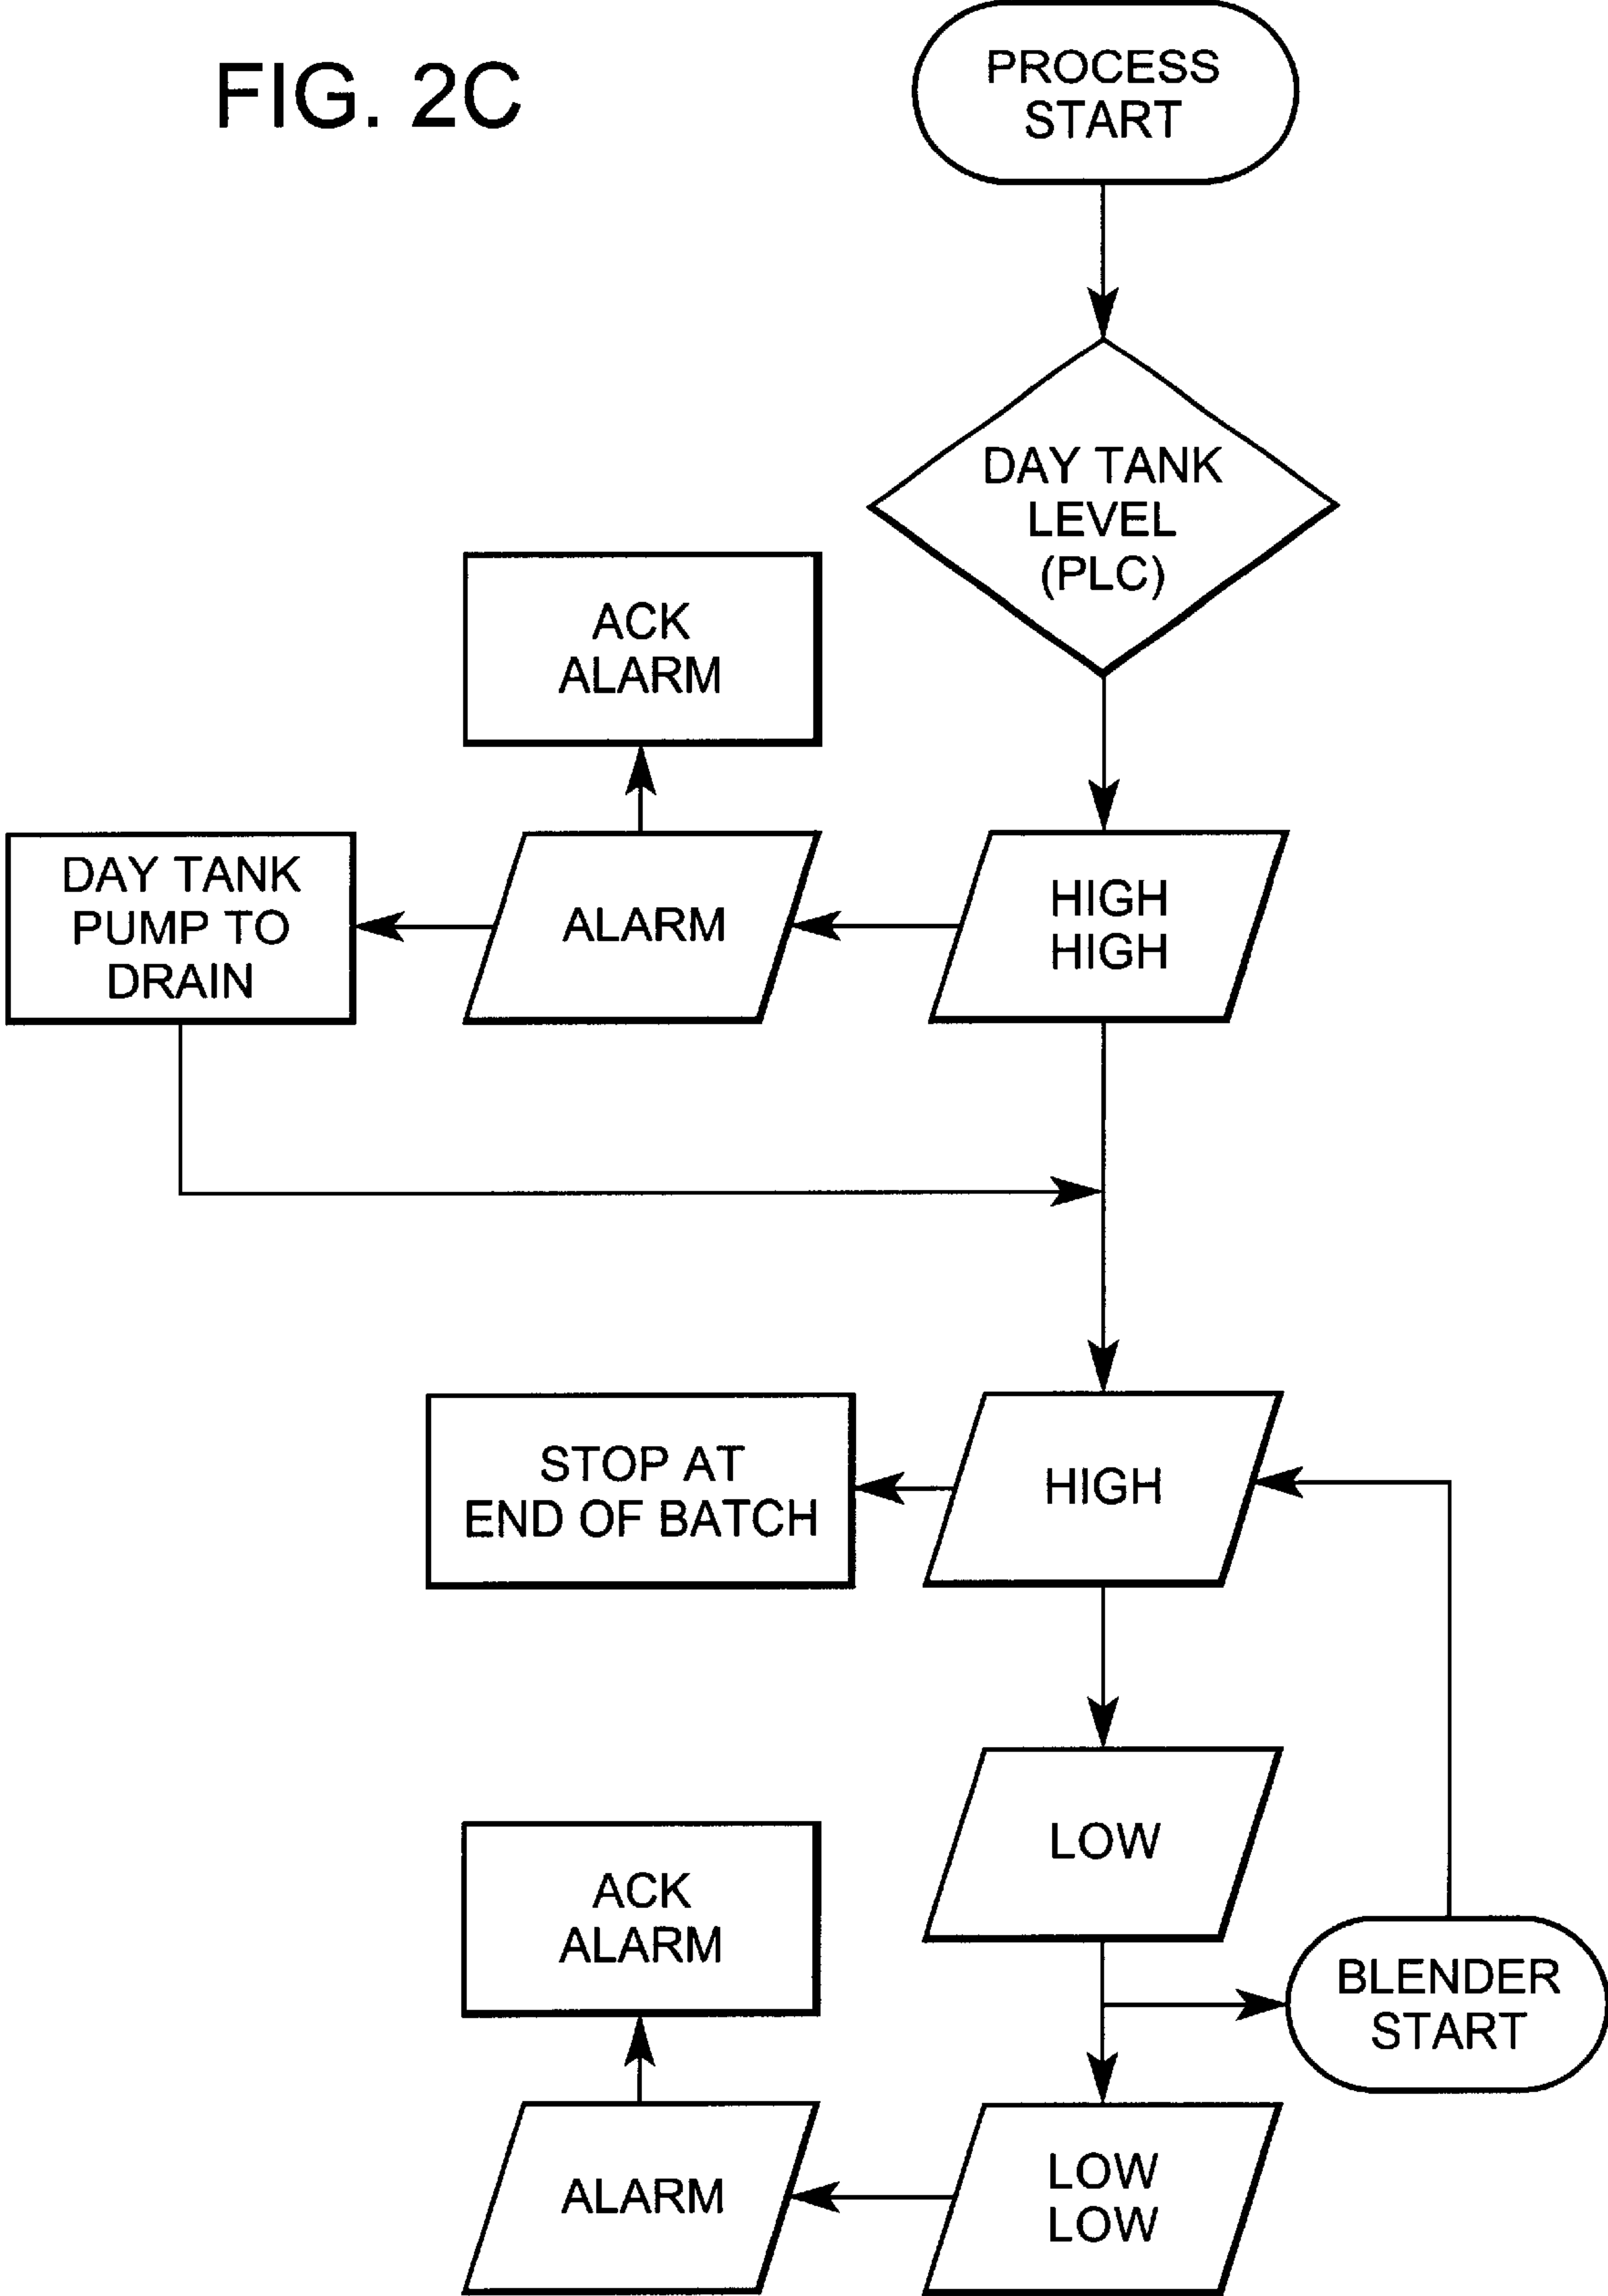 FIG. 2C
PROCESS
START
DAY TANK
LEVEL
(PLC)
ACK
ALARM
DAY TANK
PUMP TO
DRAIN
ALARM
HIGH
HIGH
STOP AT
END OF BATCH
HIGH
LOW
ACK
ALARM
BLENDER
START
ALARM
LOW
LOW